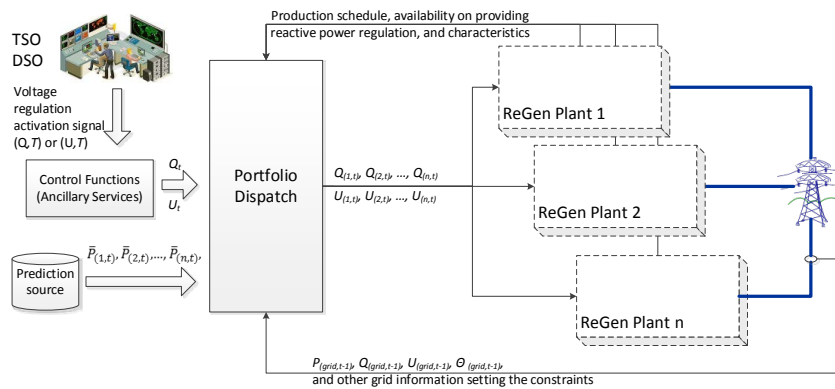 Production schedule, availability on providing
reactive power regulation, and characteristics
TSO
DSO
Voltage
regulation
activation signal
(Q,T) or (U,T)
Control Functions
(Ancillary Services)
Q_t
U_t
Prediction
source
P̅_(1,t), P̅_(2,t),..., P̅_(n,t),
Portfolio
Dispatch
Q_(1,t), Q_(2,t), ..., Q_(n,t)
U_(1,t), U_(2,t), ..., U_(n,t)
ReGen Plant 1
ReGen Plant 2
ReGen Plant n
P_(grid,t-1), Q_(grid,t-1), U_(grid,t-1), Θ_(grid,t-1),
and other grid information setting the constraints